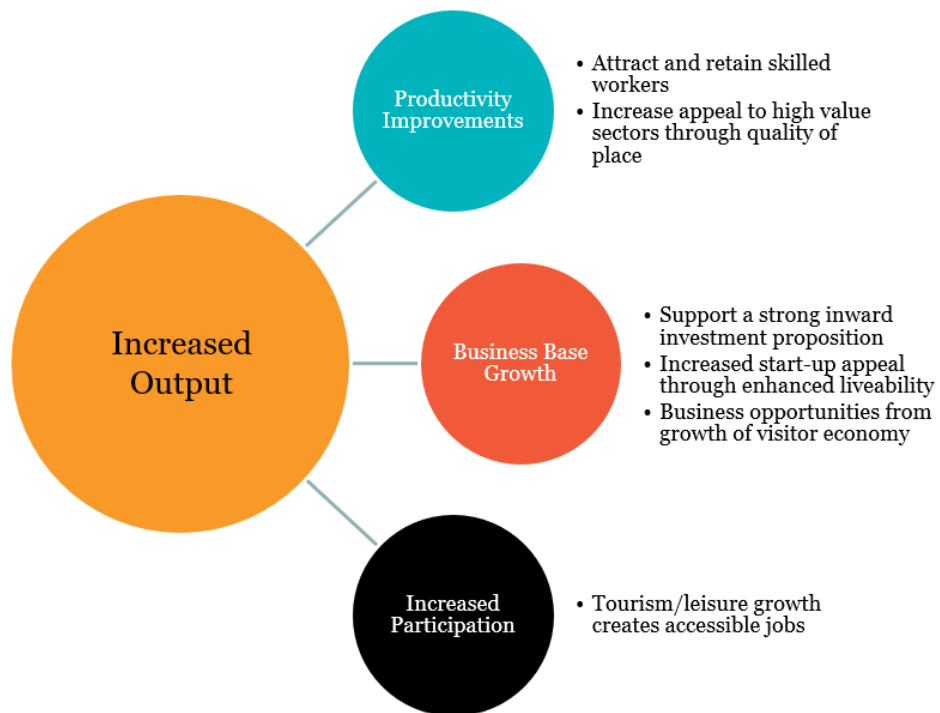 Productivity
Improvements
• Attract and retain skilled
workers
• Increase appeal to high value
sectors through quality of
place
Increased
Output
Business Base
Growth
• Support a strong inward
investment proposition
• Increased start-up appeal
through enhanced liveability
• Business opportunities from
growth of visitor economy
Increased
Participation
• Tourism/leisure growth
creates accessible jobs